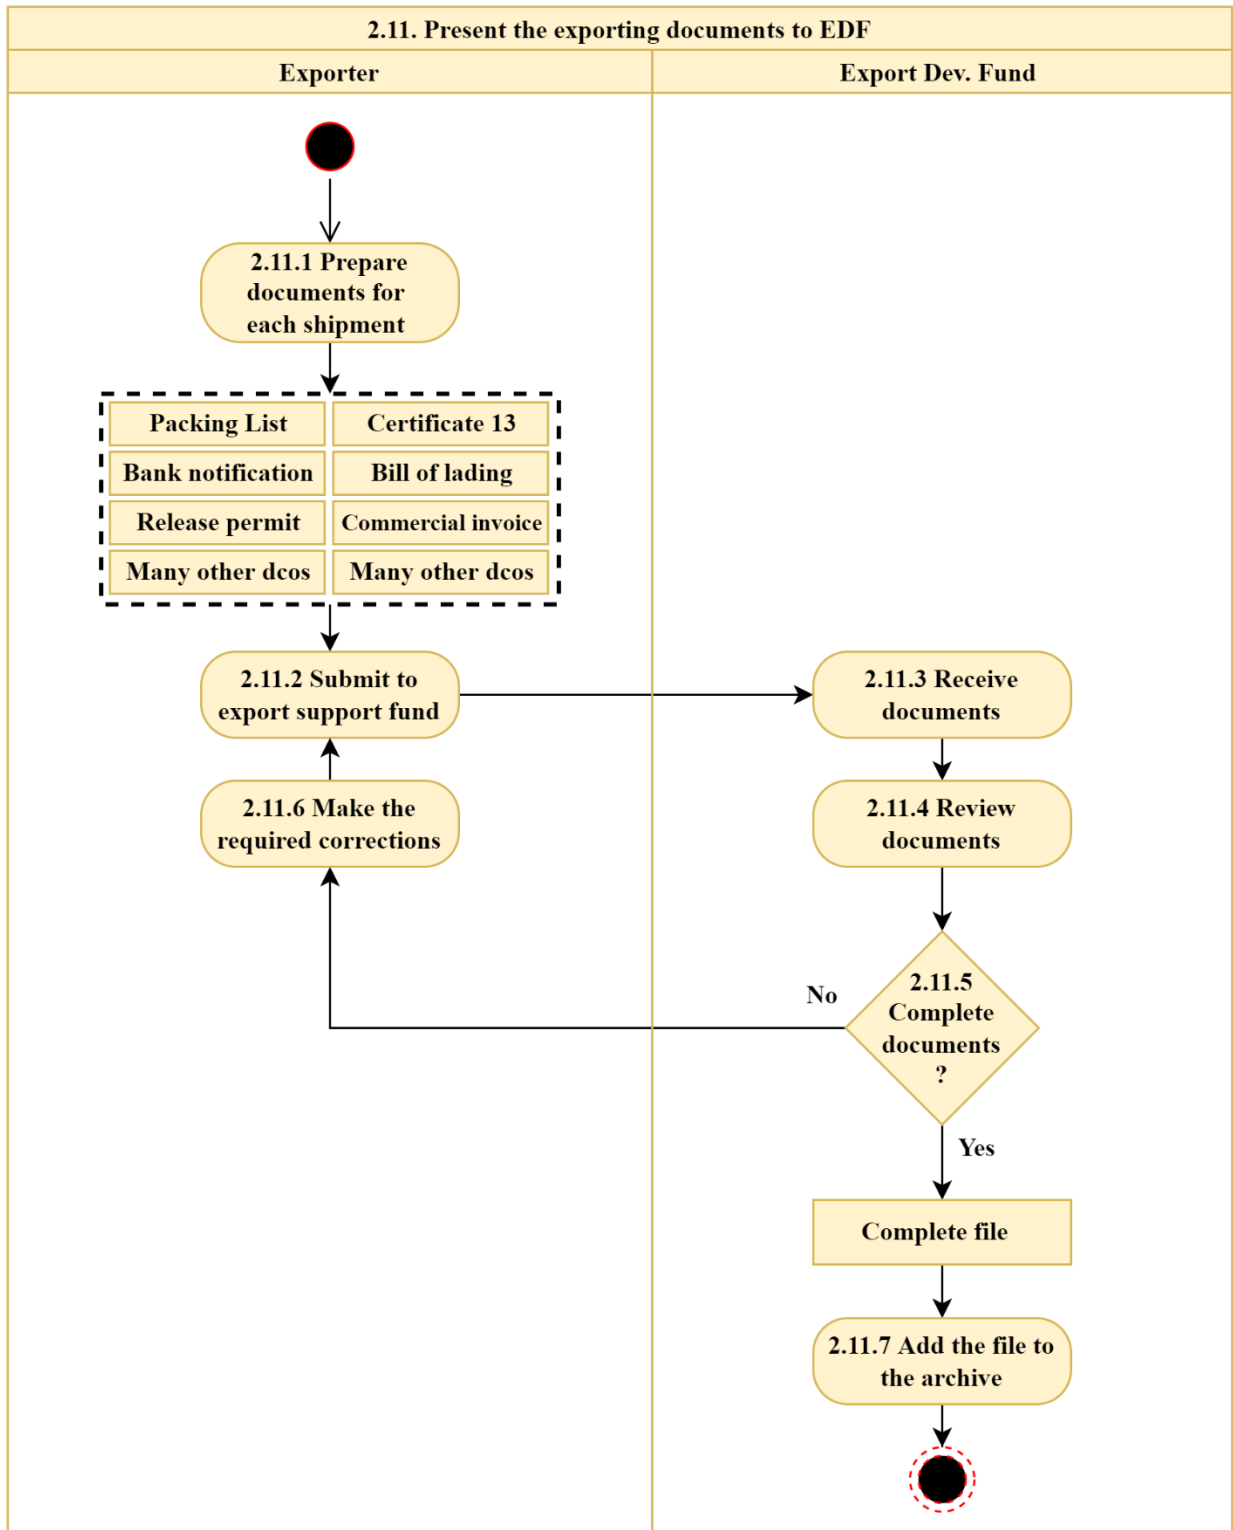 2.11. Present the exporting documents to EDF
Exporter
Export Dev. Fund
2.11.1 Prepare
documents for
each shipment
Packing List
Certificate 13
Bank notification
Bill of lading
Release permit
Commercial invoice
Many other dcos
Many other dcos
2.11.2 Submit to
export support fund
2.11.3 Receive
documents
2.11.6 Make the
required corrections
2.11.4 Review
documents
2.11.5
Complete
documents
?
No
Yes
Complete file
2.11.7 Add the file to
the archive